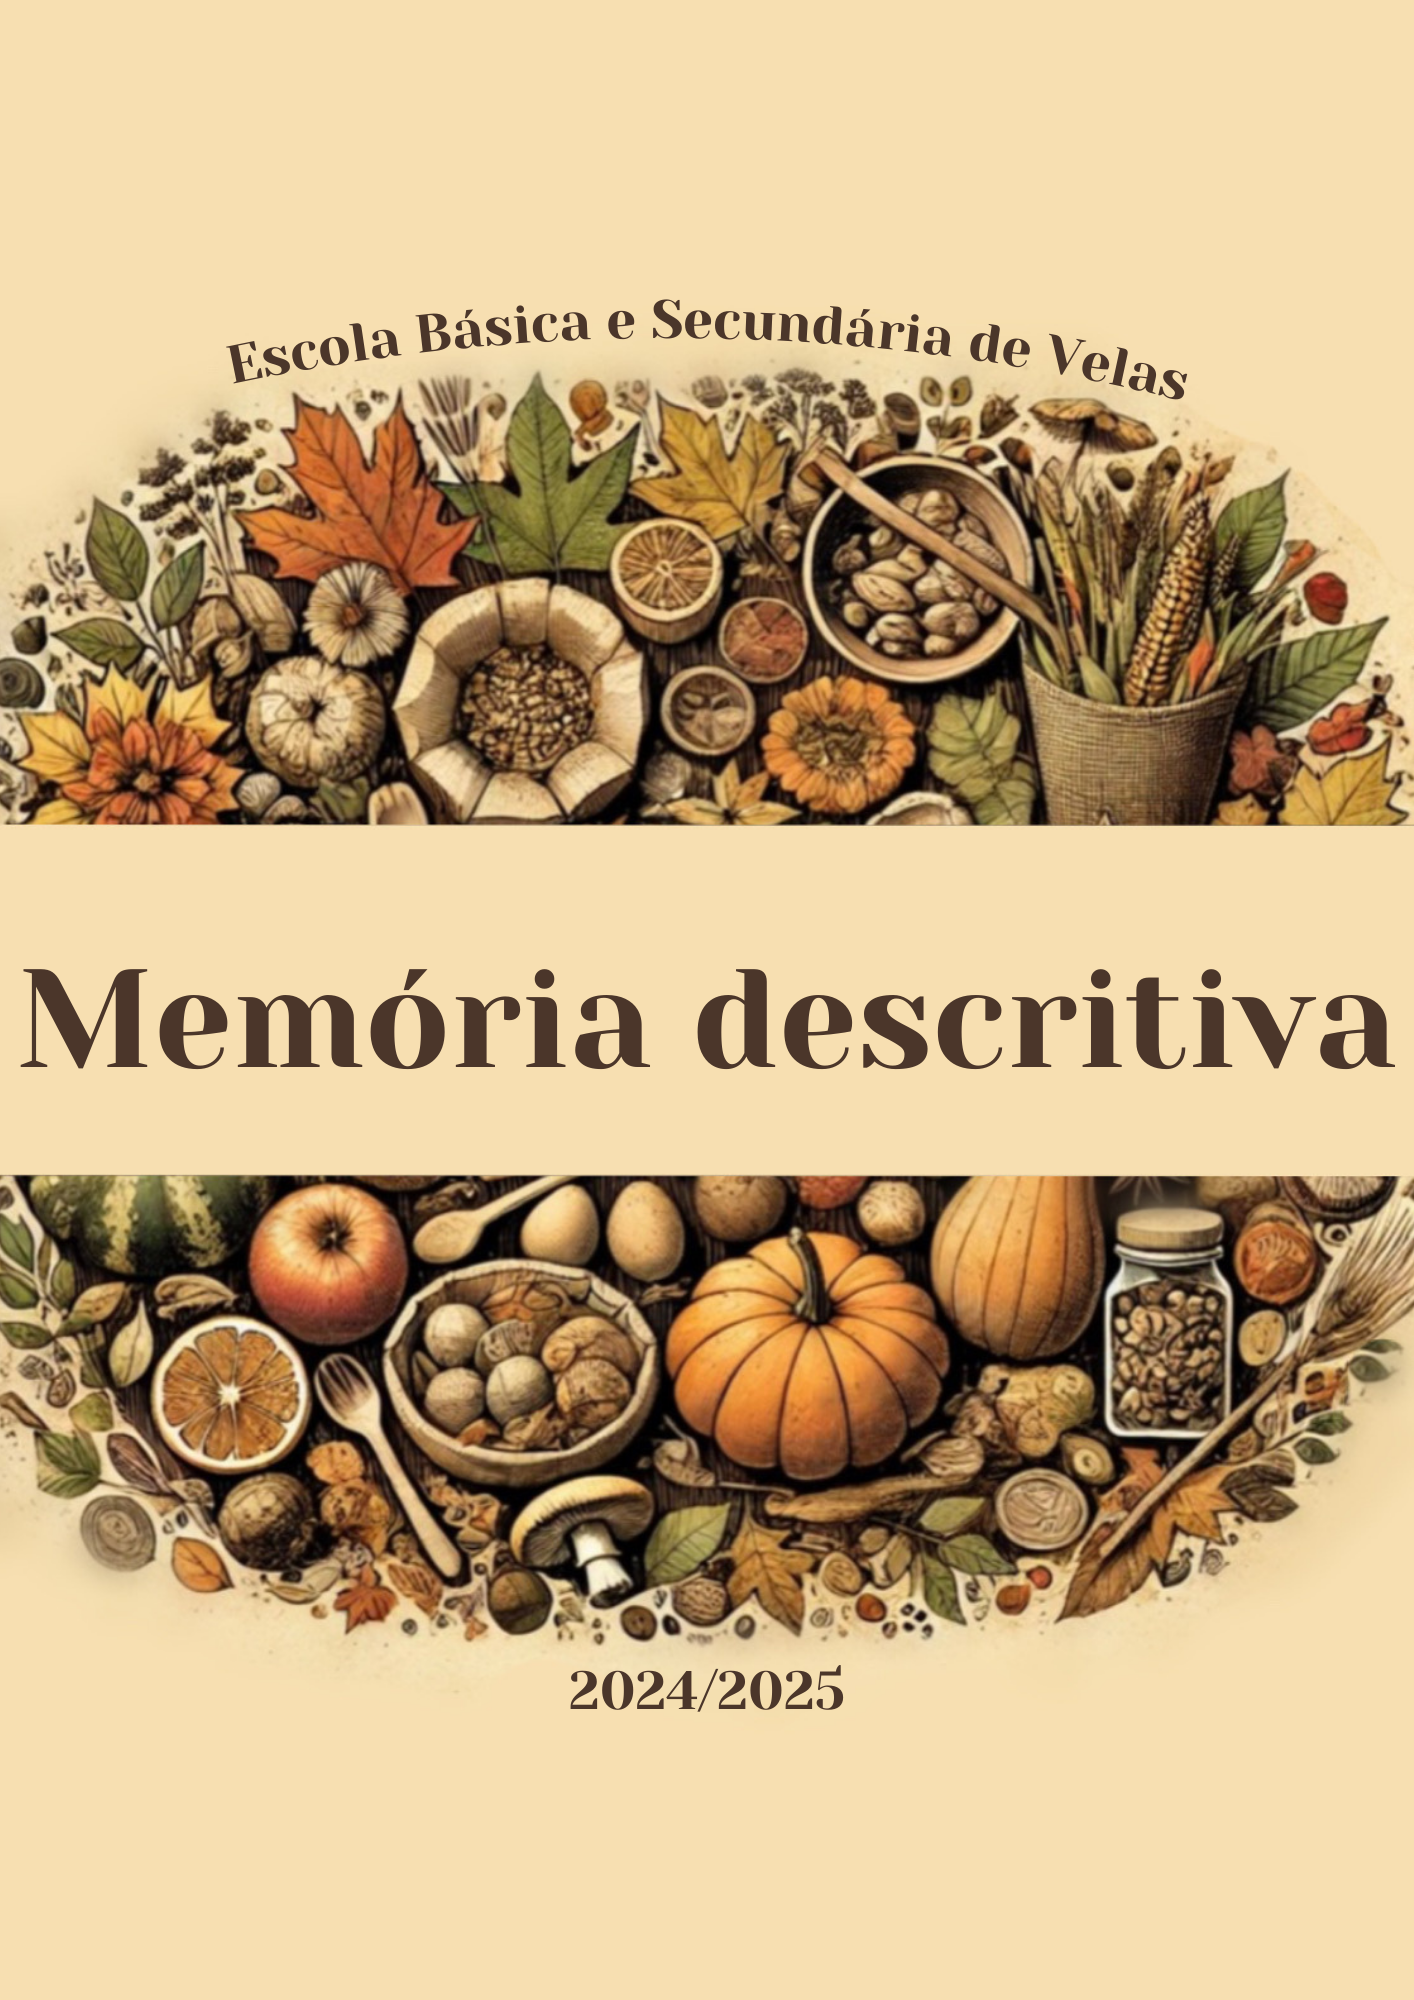 Escola Básica e Secundária de Velas
Memória descritiva
2024/2025